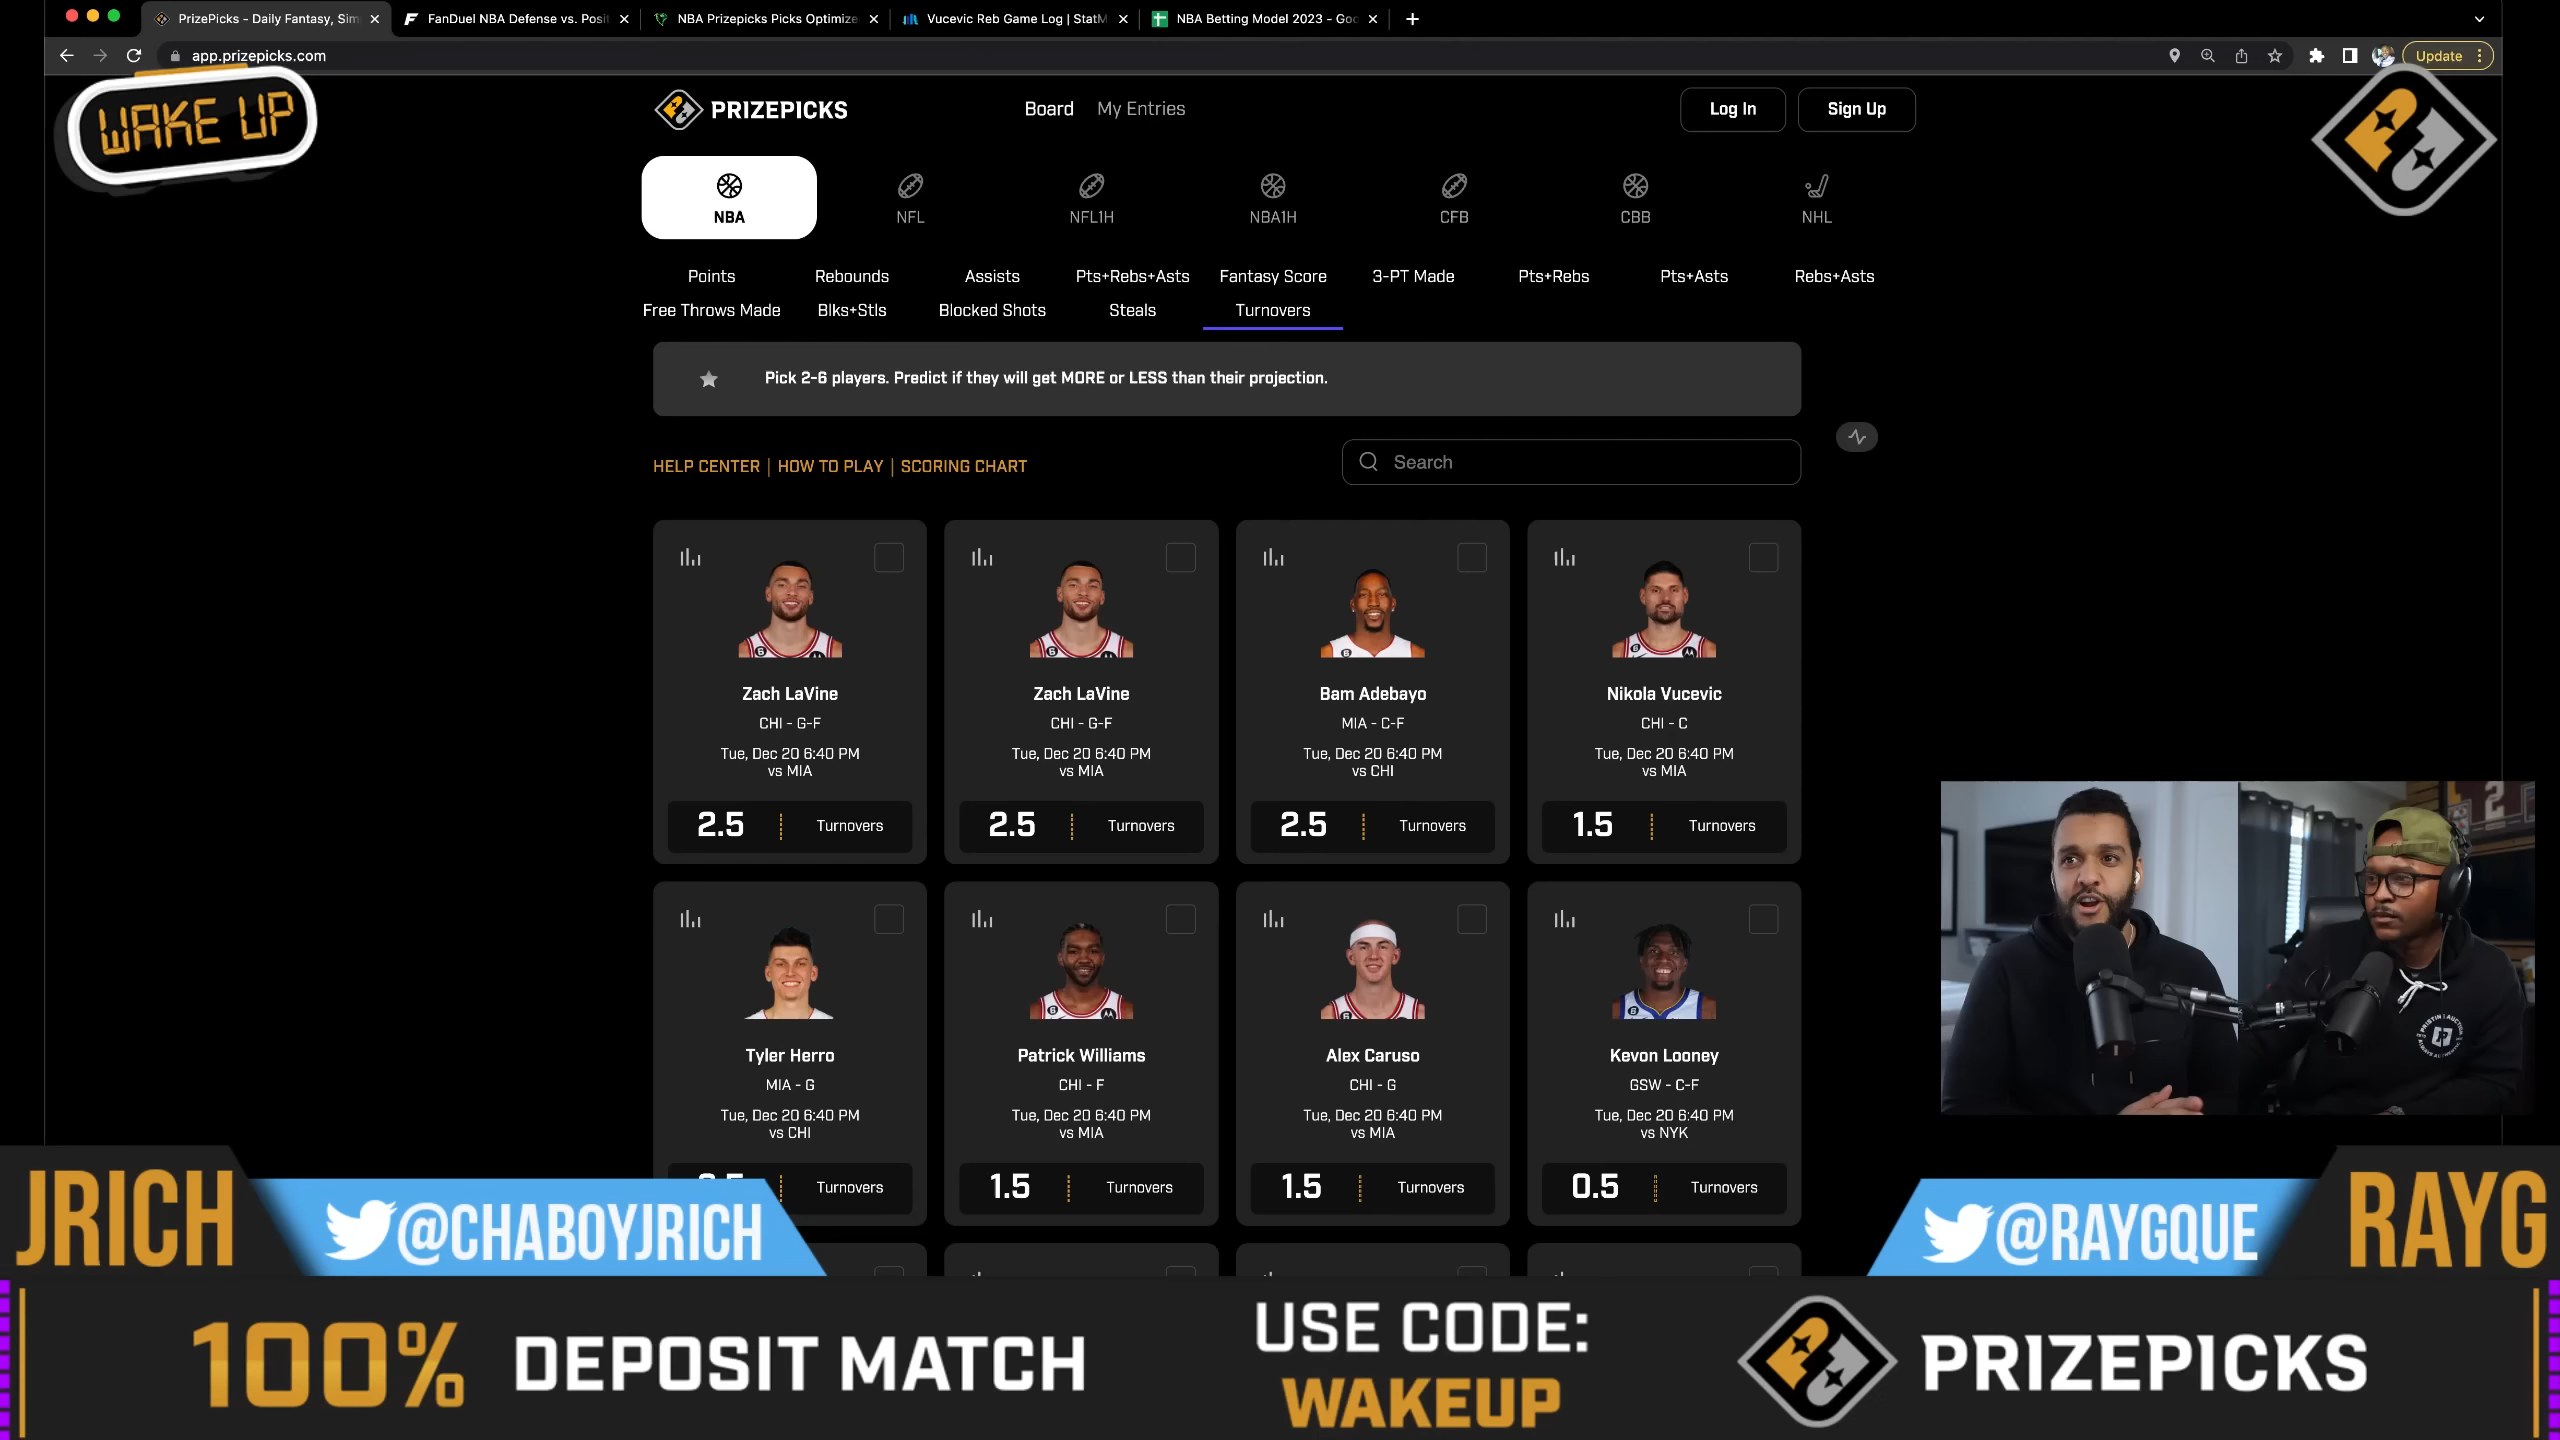 PrizePicks - Daily Fantasy, Sim
FanDuel NBA Defense vs. Posit
NBA Prizepicks Picks Optimize
Vucevic Reb Game Log | StatM
NBA Betting Model 2023 - Goo
app.prizepicks.com
Update
WAKE UP
PRIZEPICKS
Board
My Entries
Log In
Sign Up
NBA
NFL
NFL1H
NBA1H
CFB
CBB
NHL
Points
Rebounds
Assists
Pts+Rebs+Asts
Fantasy Score
3-PT Made
Pts+Rebs
Pts+Asts
Rebs+Asts
Free Throws Made
Blks+Stls
Blocked Shots
Steals
Turnovers
Pick 2-6 players. Predict if they will get MORE or LESS than their projection.
HELP CENTER | HOW TO PLAY | SCORING CHART
Search
Zach LaVine
CHI - G-F
Tue, Dec 20 6:40 PM
vs MIA
2.5
Turnovers
Zach LaVine
CHI - G-F
Tue, Dec 20 6:40 PM
vs MIA
2.5
Turnovers
Bam Adebayo
MIA - C-F
Tue, Dec 20 6:40 PM
vs CHI
2.5
Turnovers
Nikola Vucevic
CHI - C
Tue, Dec 20 6:40 PM
vs MIA
1.5
Turnovers
Tyler Herro
MIA - G
Tue, Dec 20 6:40 PM
vs CHI
Turnovers
Patrick Williams
CHI - F
Tue, Dec 20 6:40 PM
vs MIA
1.5
Turnovers
Alex Caruso
CHI - G
Tue, Dec 20 6:40 PM
vs MIA
1.5
Turnovers
Kevon Looney
GSW - C-F
Tue, Dec 20 6:40 PM
vs NYK
0.5
Turnovers
JRICH
@CHABOYJRICH
@RAYGQUE
RAYG
100% DEPOSIT MATCH
USE CODE:
WAKEUP
PRIZEPICKS